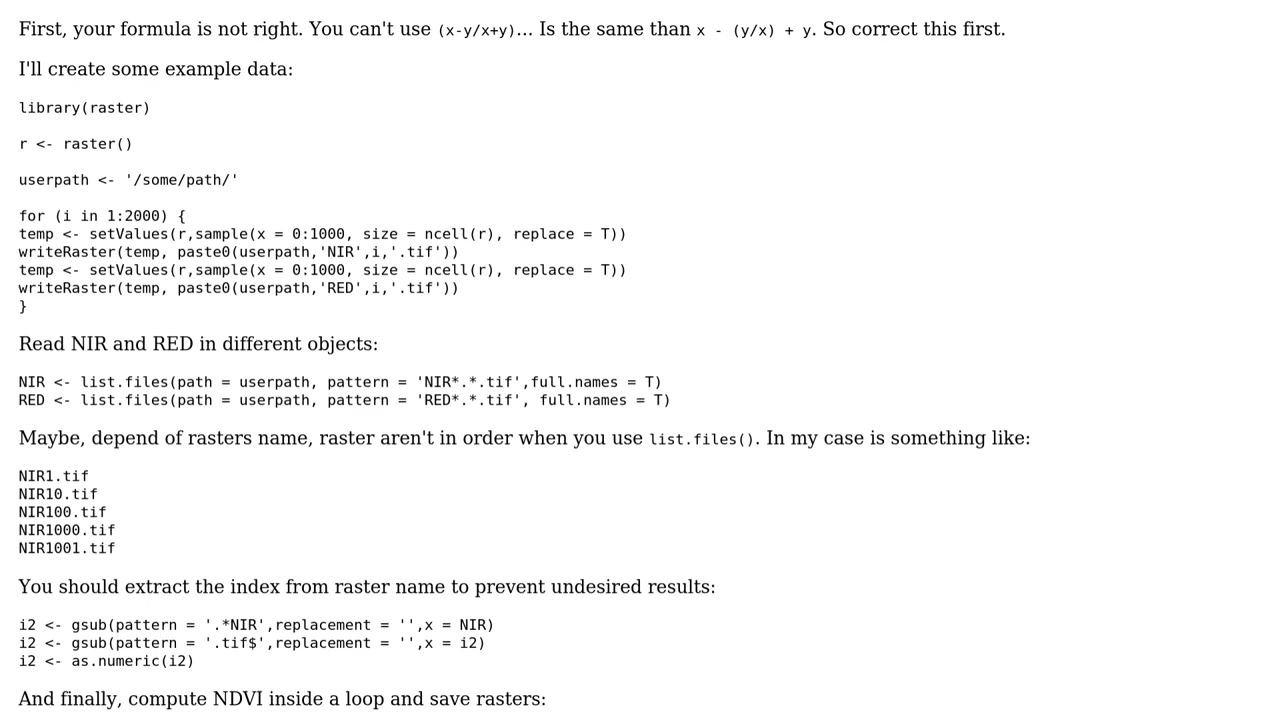 First, your formula is not right. You can't use (x-y/x+y)... Is the same than x - (y/x) + y. So correct this first.
I'll create some example data:
library(raster)
r <- raster()
userpath <- '/some/path/'
for (i in 1:2000) {
temp <- setValues(r,sample(x = 0:1000, size = ncell(r), replace = T))
writeRaster(temp, paste0(userpath,'NIR',i,'.tif'))
temp <- setValues(r,sample(x = 0:1000, size = ncell(r), replace = T))
writeRaster(temp, paste0(userpath,'RED',i,'.tif'))
}
Read NIR and RED in different objects:
NIR <- list.files(path = userpath, pattern = 'NIR*.*.tif',full.names = T)
RED <- list.files(path = userpath, pattern = 'RED*.*.tif', full.names = T)
Maybe, depend of rasters name, raster aren't in order when you use list.files(). In my case is something like:
NIR1.tif
NIR10.tif
NIR100.tif
NIR1000.tif
NIR1001.tif
You should extract the index from raster name to prevent undesired results:
i2 <- gsub(pattern = '.*NIR',replacement = '',x = NIR)
i2 <- gsub(pattern = '.tif$',replacement = '',x = i2)
i2 <- as.numeric(i2)
And finally, compute NDVI inside a loop and save rasters: